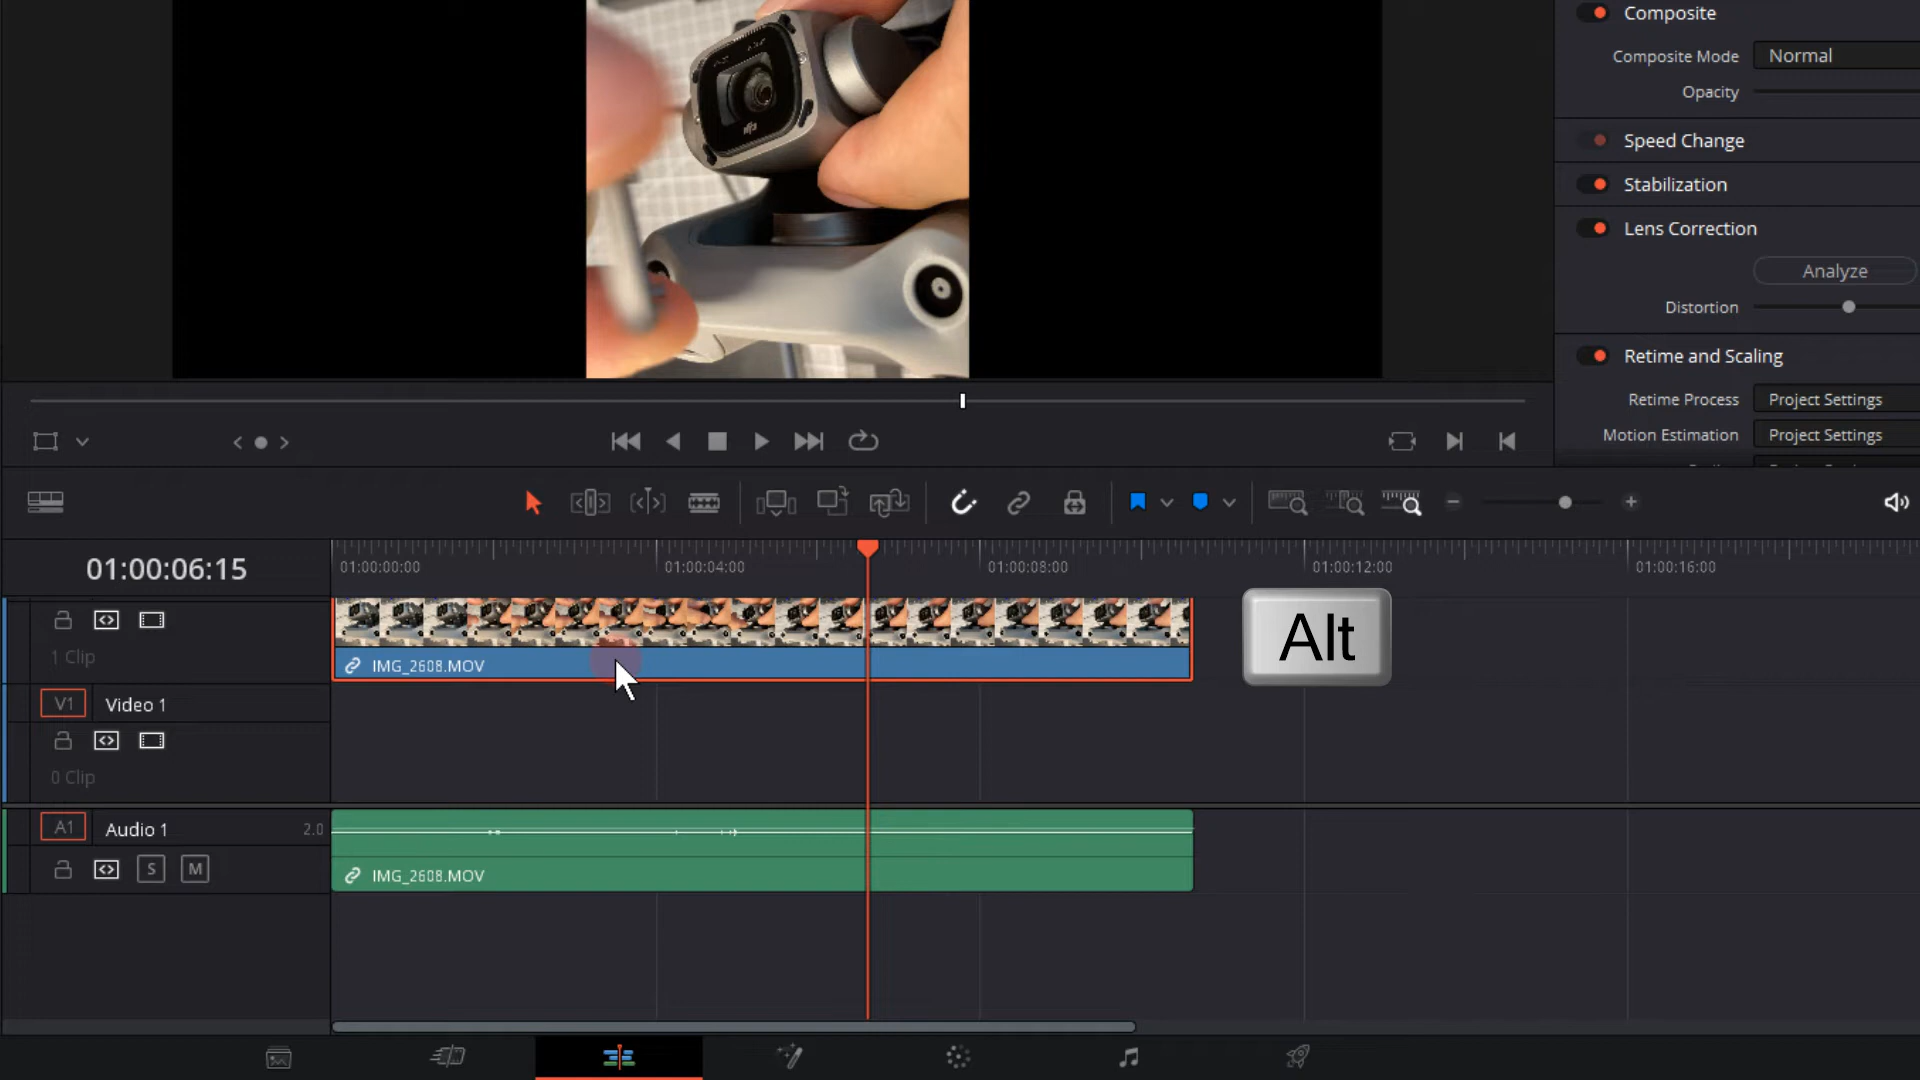 Composite
Composite Mode Normal
Opacity
Speed Change
Stabilization
Lens Correction
Analyze
Distortion
Retime and Scaling
Retime Process Project Settings
Motion Estimation Project Settings
01:00:06:15
01:00:00:00 01:00:04:00 01:00:08:00 01:00:12:00 01:00:16:00
Alt
1 Clip
IMG_2608.MOV
V1 Video 1
0 Clip
A1 Audio 1 2.0
S M
IMG_2608.MOV